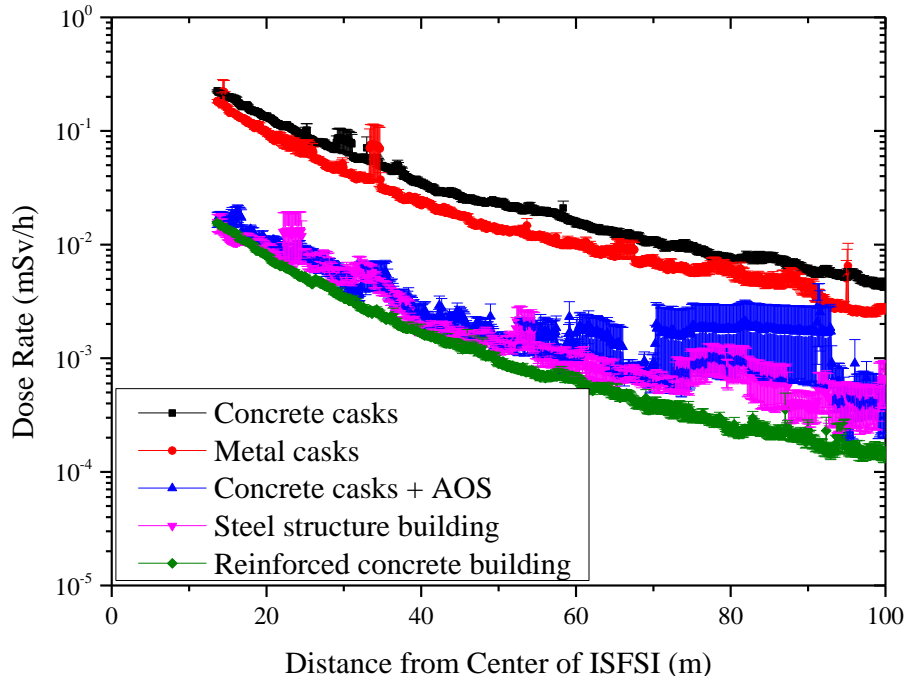 10^0
10^-1
10^-2
10^-3
10^-4
10^-5
Dose Rate (mSv/h)
Concrete casks
Metal casks
Concrete casks + AOS
Steel structure building
Reinforced concrete building
0 20 40 60 80 100
Distance from Center of ISFSI (m)